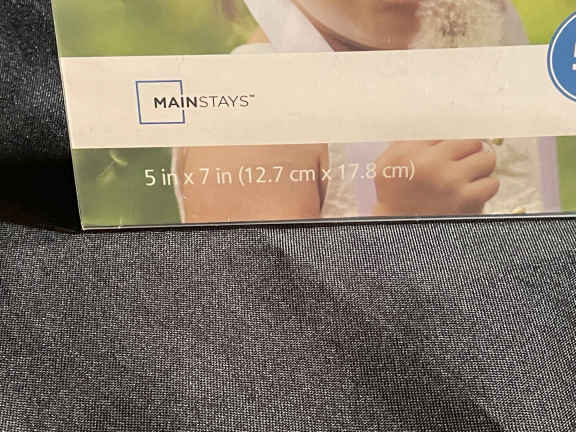 MAINSTAYS™
5 in x 7 in (12.7 cm x 17.8 cm)